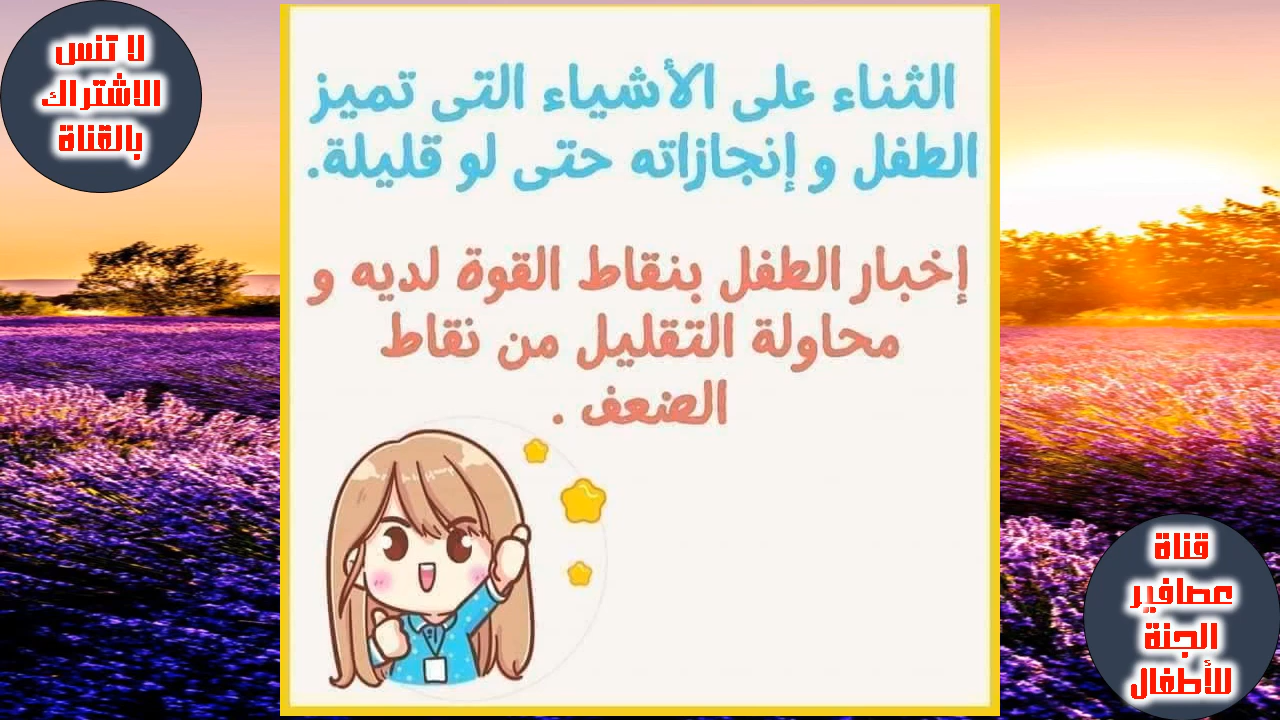 لا تنس
الاشتراك
بالقناة
الثناء على الأشياء التى تميز
الطفل و إنجازاته حتى لو قليلة.
إخبار الطفل بنقاط القوة لديه و
محاولة التقليل من نقاط
الضعف .
قناة
عصافير
الجنة
للأطفال